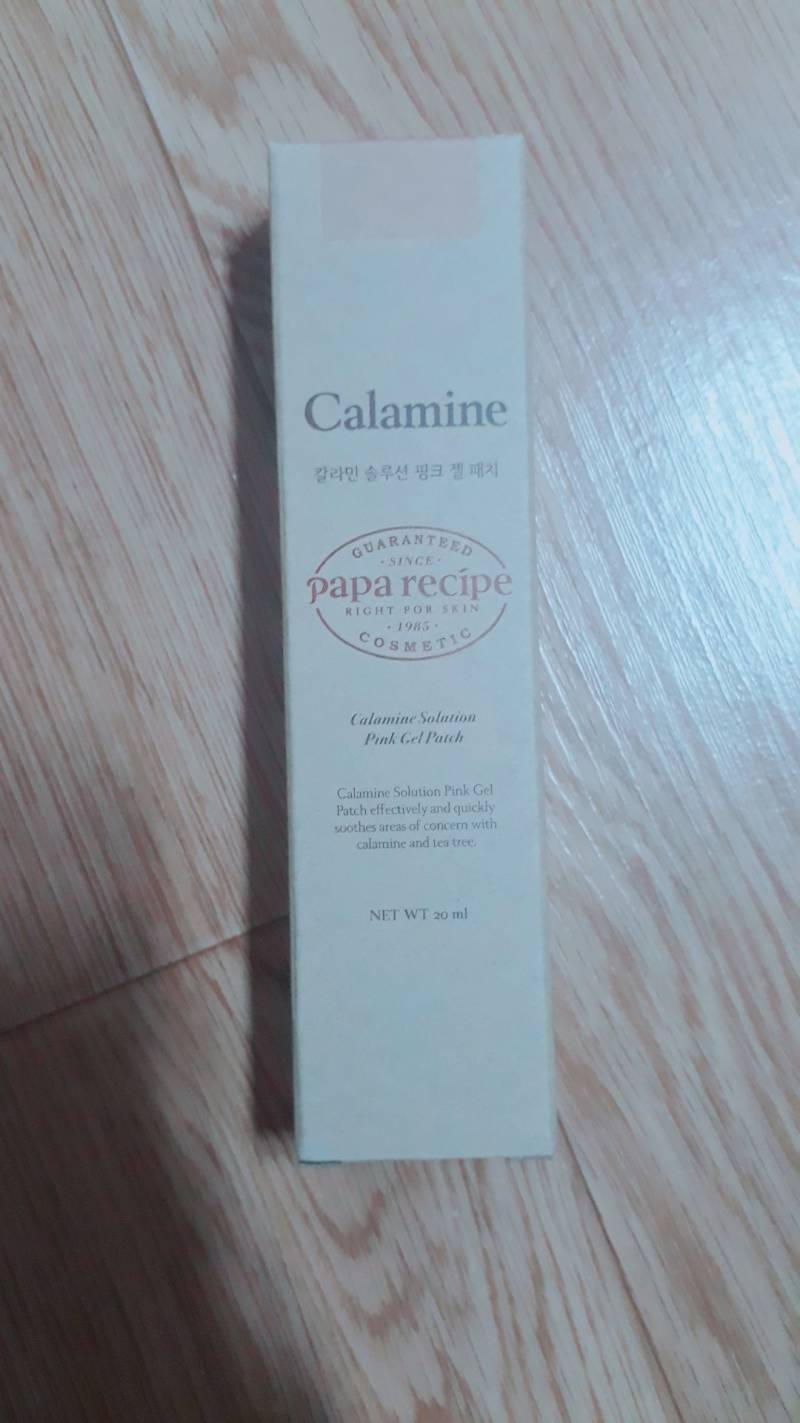 Calamine
칼라민 솔루션 핑크 젤 패치
GUARANTEED
· SINCE ·
papa recipe
RIGHT FOR SKIN
· 1985 ·
COSMETIC
Calamine Solution
Pink Gel Patch
Calamine Solution Pink Gel
Patch effectively and quickly
soothes areas of concern with
calamine and tea tree.
NET WT 20 ml